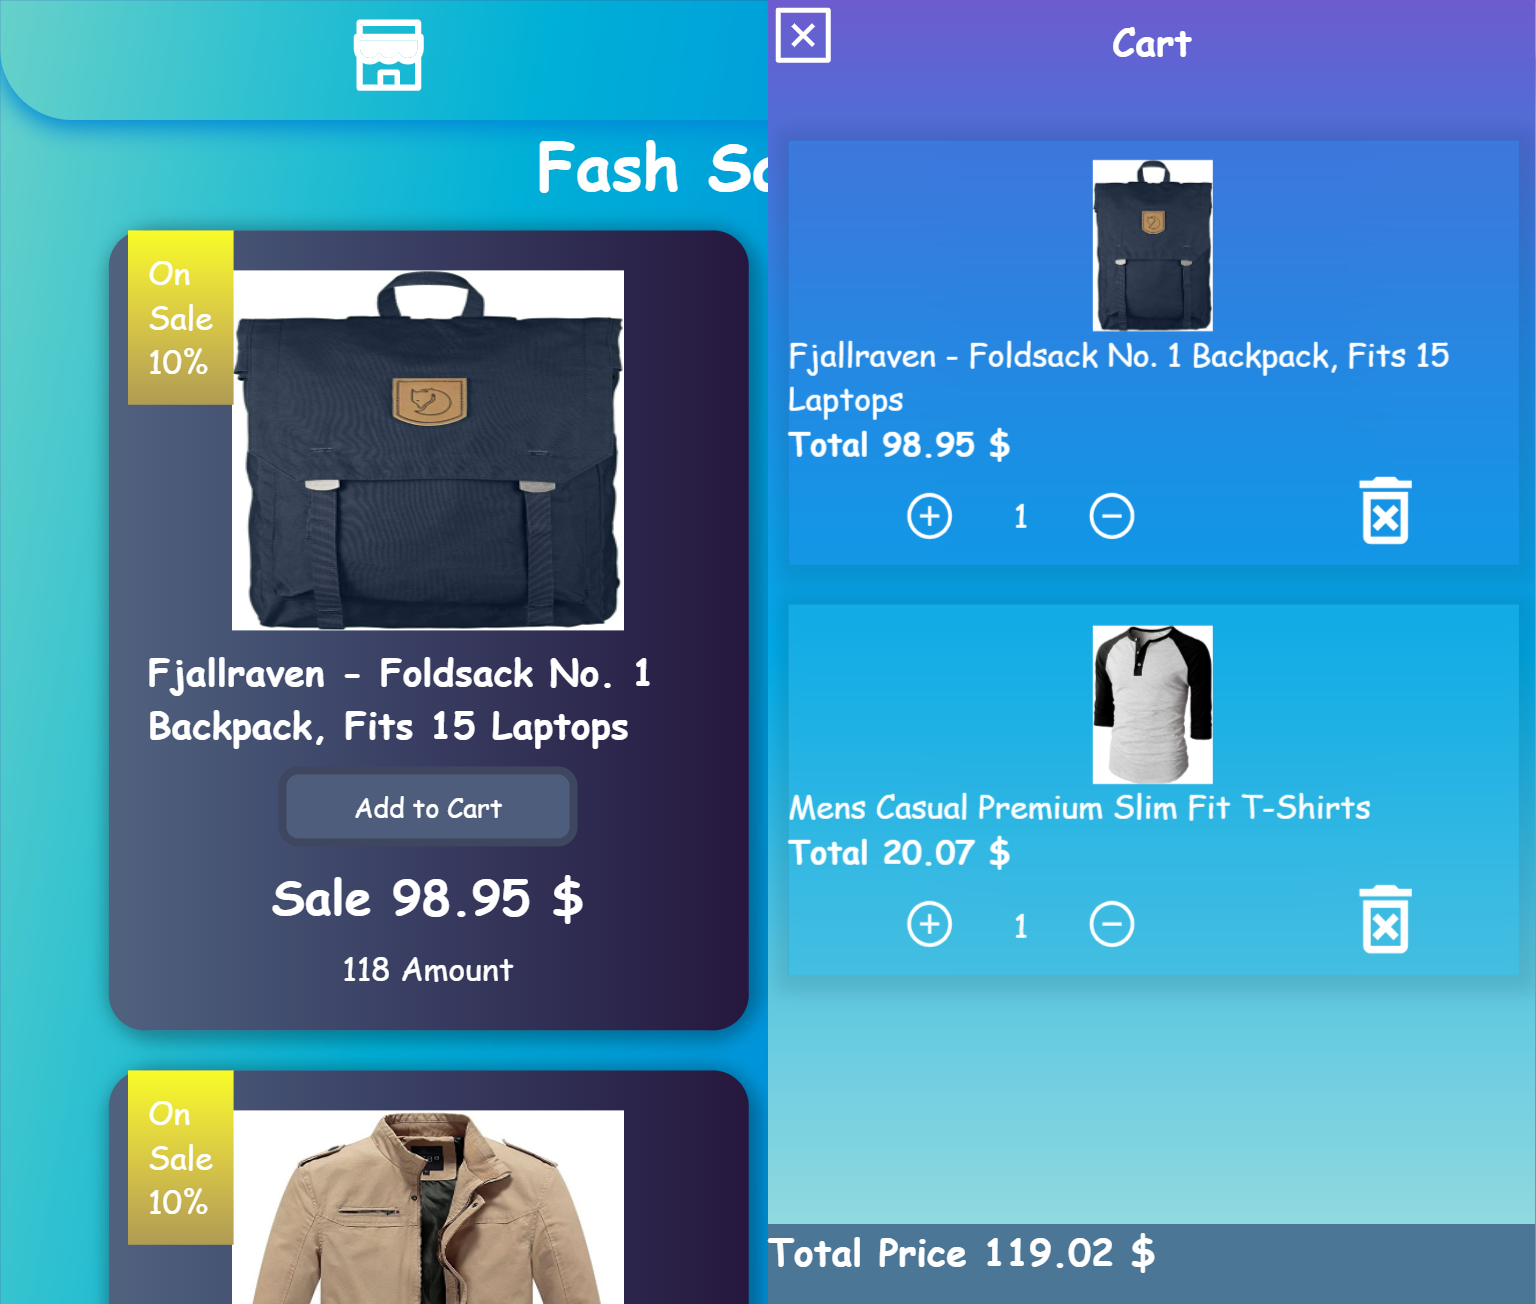 Fash
On
Sale
10%
Fjallraven - Foldsack No. 1
Backpack, Fits 15 Laptops
Add to Cart
Sale 98.95 $
118 Amount
On
Sale
10%
Cart
Fjallraven - Foldsack No. 1 Backpack, Fits 15
Laptops
Total 98.95 $
1
Mens Casual Premium Slim Fit T-Shirts
Total 20.07 $
1
Total Price 119.02 $